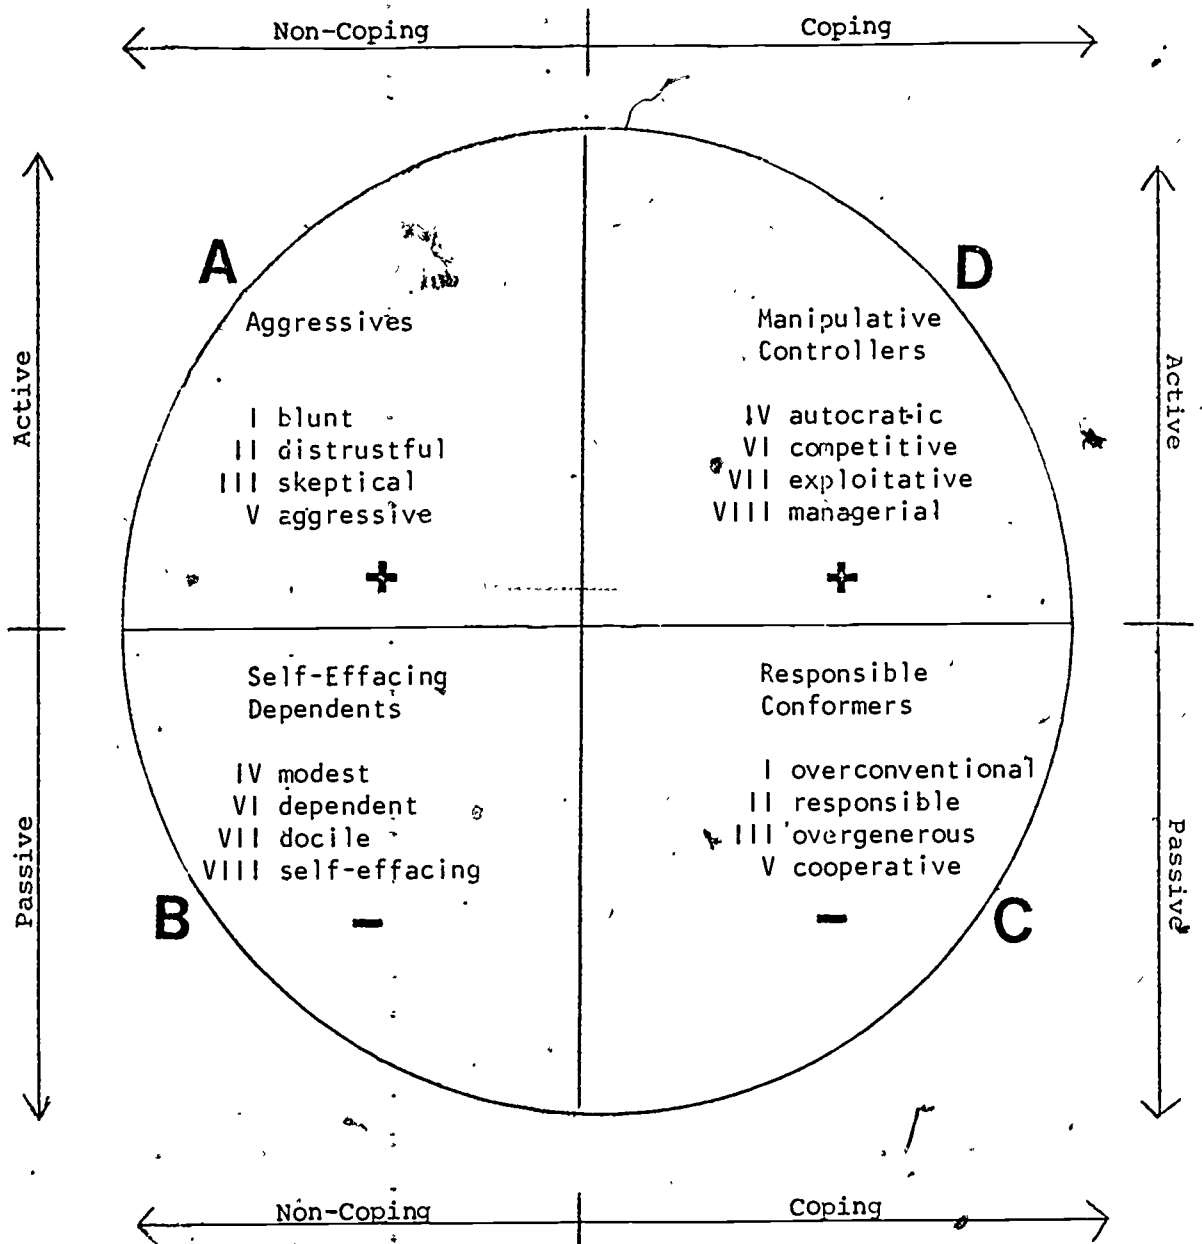 Non-Coping
Coping
Active
Active
A
D
Aggressives
Manipulative
Controllers
I blunt
II distrustful
III skeptical
V aggressive
+
IV autocratic
VI competitive
VII exploitative
VIII managerial
+
Self-Effacing
Dependents
Responsible
Conformers
IV modest
VI dependent
VII docile
VIII self-effacing
-
I overconventional
II responsible
III overgenerous
V cooperative
-
Passive
Passive
B
C
Non-Coping
Coping